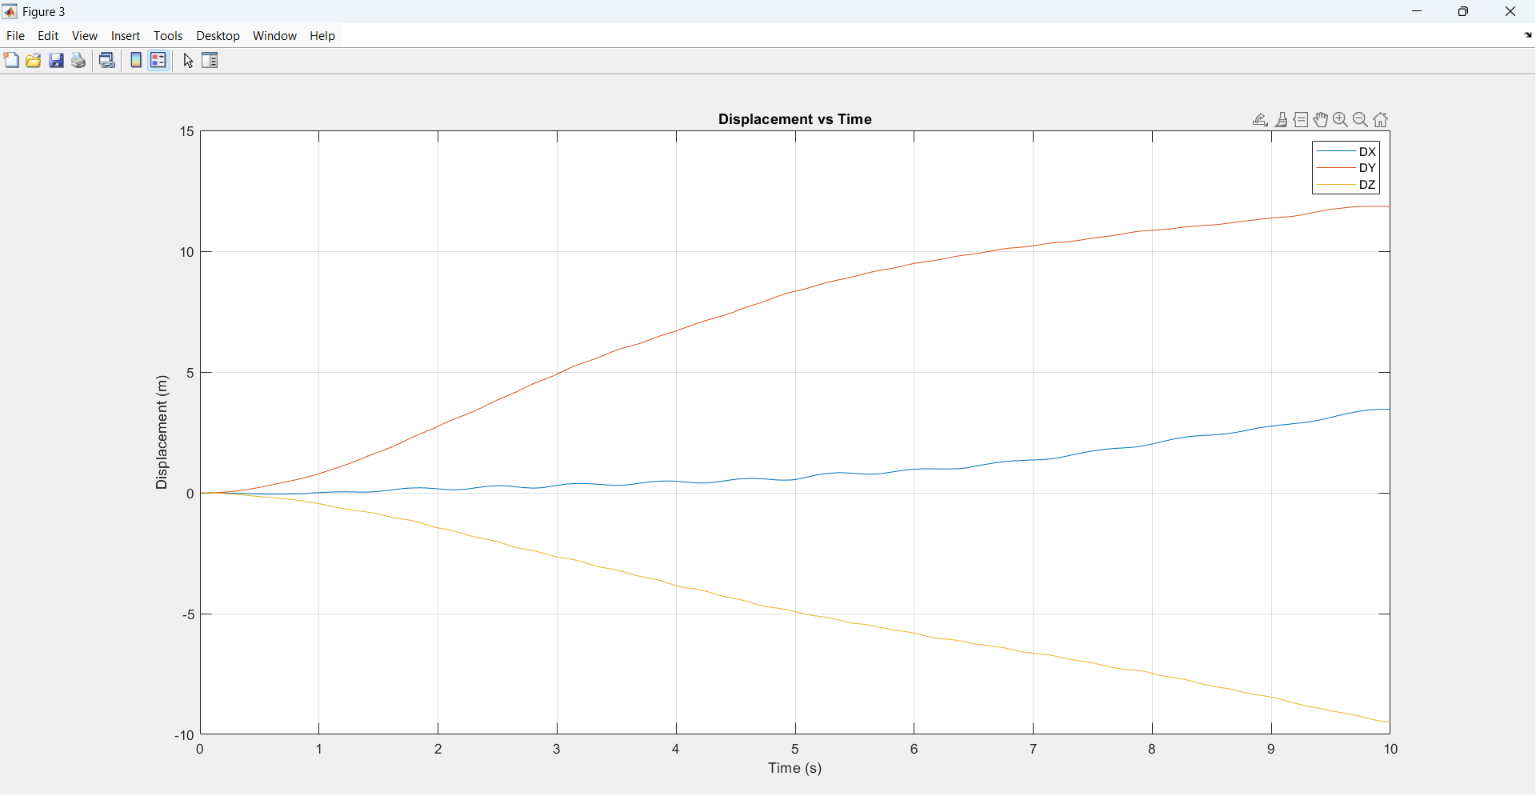 Figure 3
File Edit View Insert Tools Desktop Window Help
Displacement vs Time
DX
DY
DZ
15
10
5
0
-5
-10
Displacement (m)
0 1 2 3 4 5 6 7 8 9 10
Time (s)